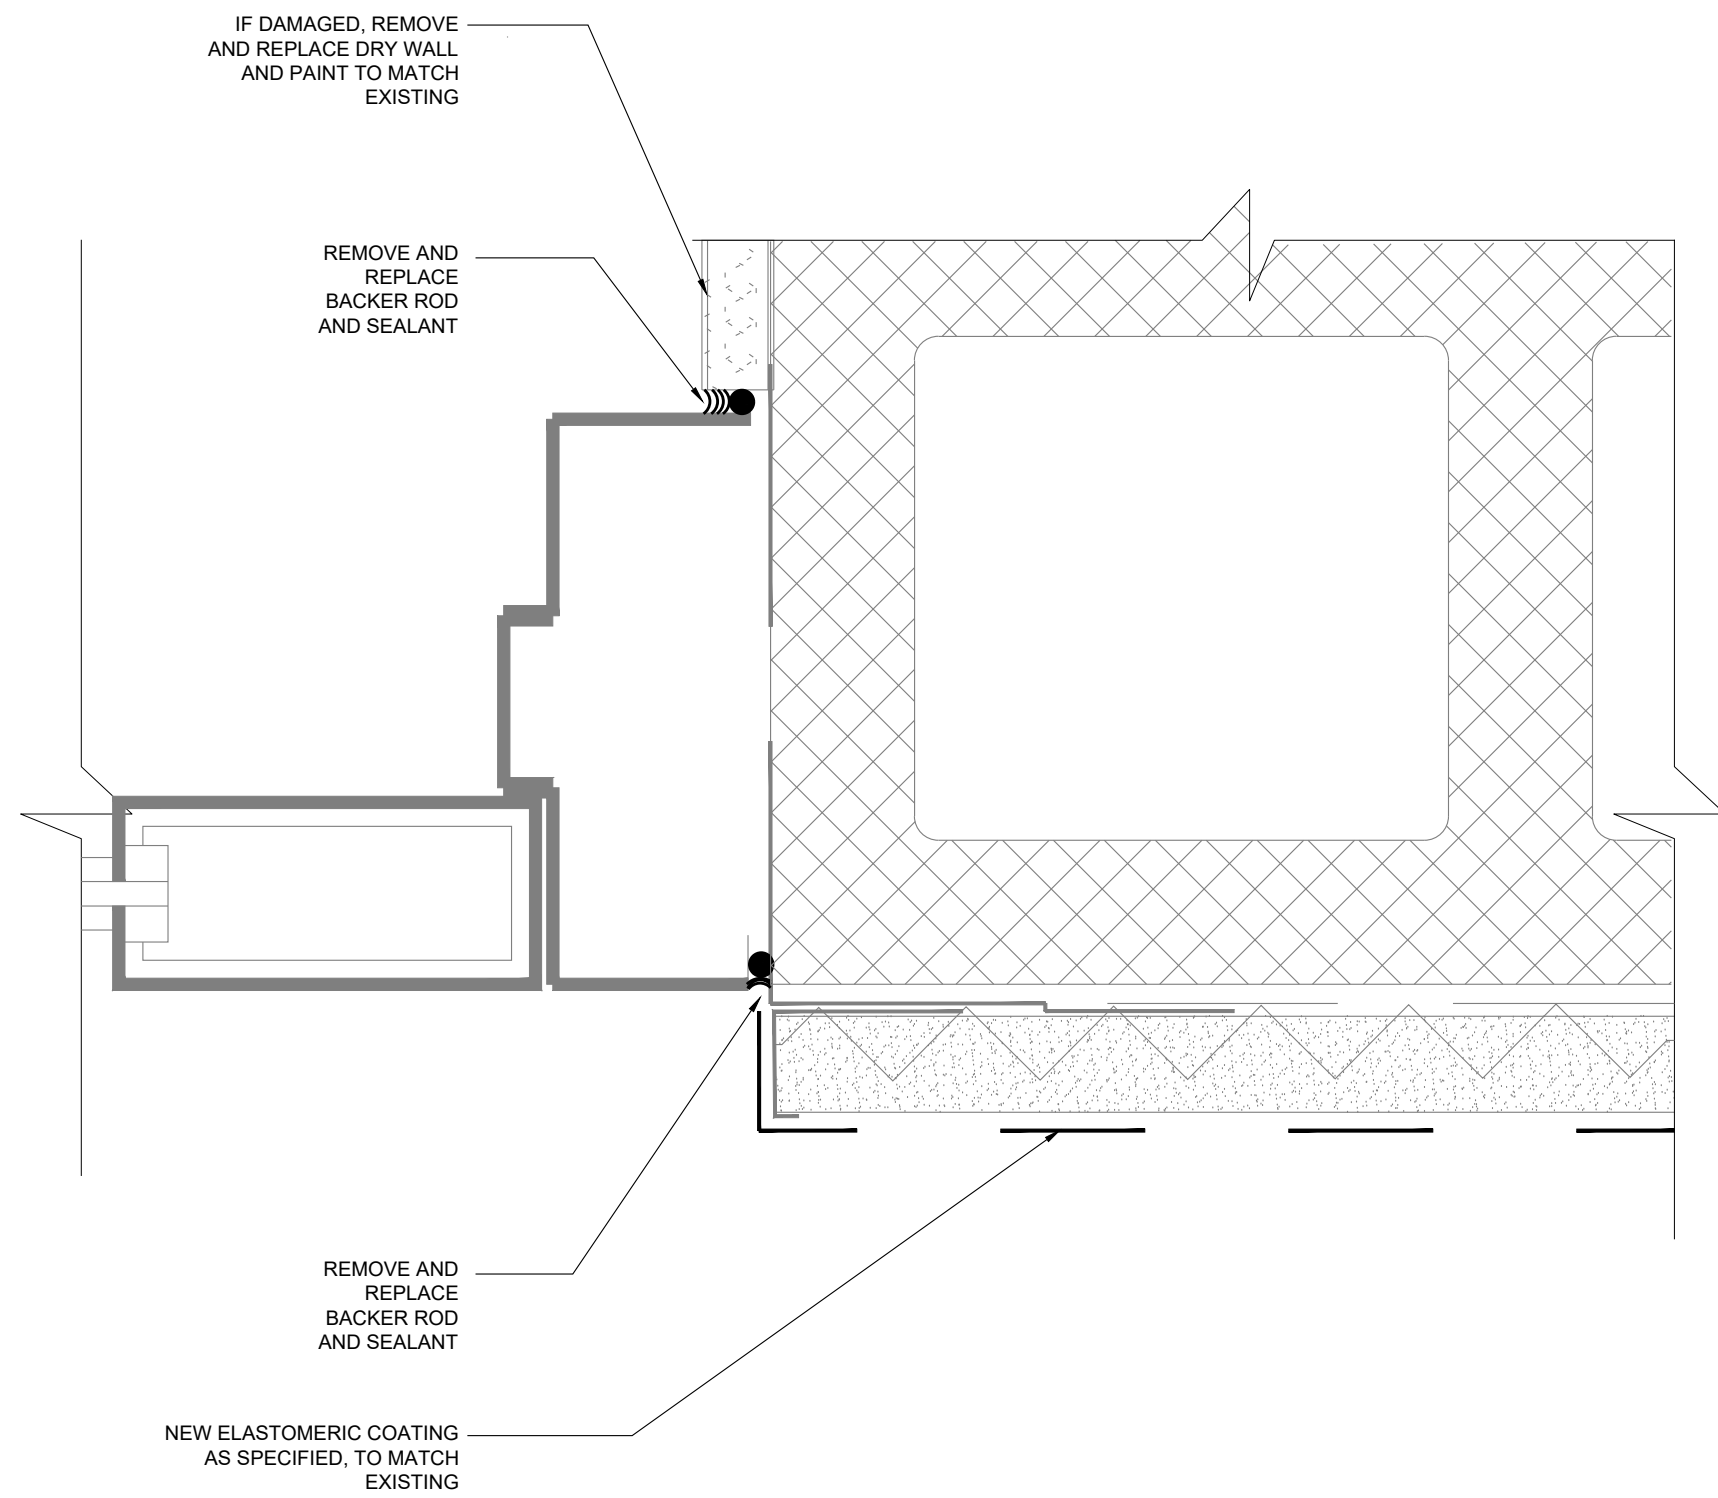 IF DAMAGED, REMOVE
AND REPLACE DRY WALL
AND PAINT TO MATCH
EXISTING
REMOVE AND
REPLACE
BACKER ROD
AND SEALANT
REMOVE AND
REPLACE
BACKER ROD
AND SEALANT
NEW ELASTOMERIC COATING
AS SPECIFIED, TO MATCH
EXISTING